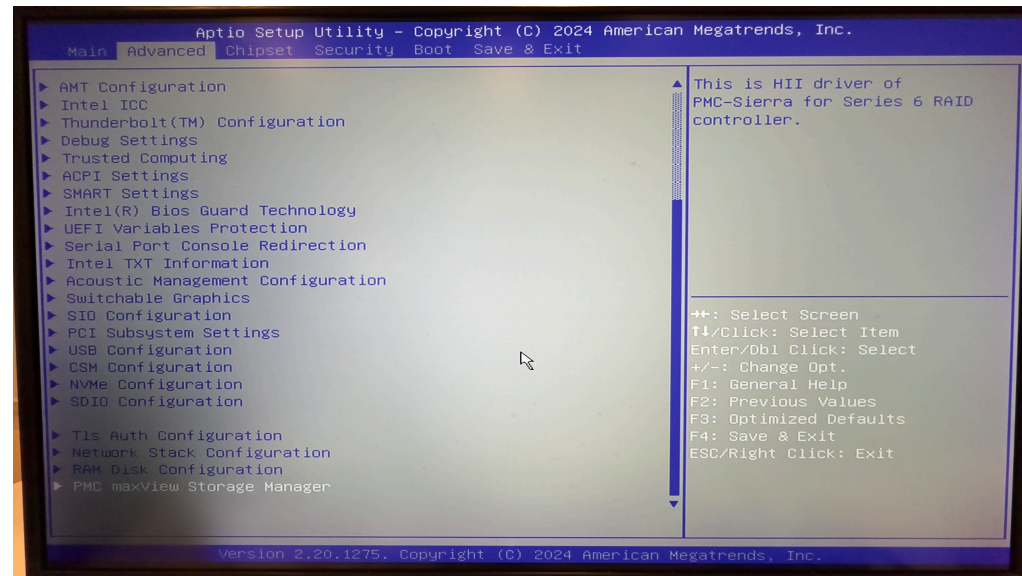 Aptio Setup Utility – Copyright (C) 2024 American Megatrends, Inc.
Main Advanced Chipset Security Boot Save & Exit
▶ AMT Configuration
▶ Intel ICC
▶ Thunderbolt(TM) Configuration
▶ Debug Settings
▶ Trusted Computing
▶ ACPI Settings
▶ SMART Settings
▶ Intel(R) Bios Guard Technology
▶ UEFI Variables Protection
▶ Serial Port Console Redirection
▶ Intel TXT Information
▶ Acoustic Management Configuration
▶ Switchable Graphics
▶ SIO Configuration
▶ PCI Subsystem Settings
▶ USB Configuration
▶ CSM Configuration
▶ NVMe Configuration
▶ SDIO Configuration
▶ Tls Auth Configuration
▶ Network Stack Configuration
▶ RAM Disk Configuration
▶ PMC maxView Storage Manager
This is HII driver of
PMC-Sierra for Series 6 RAID
controller.
→←: Select Screen
↑↓/Click: Select Item
Enter/Dbl Click: Select
+/-: Change Opt.
F1: General Help
F2: Previous Values
F3: Optimized Defaults
F4: Save & Exit
ESC/Right Click: Exit
Version 2.20.1275. Copyright (C) 2024 American Megatrends, Inc.